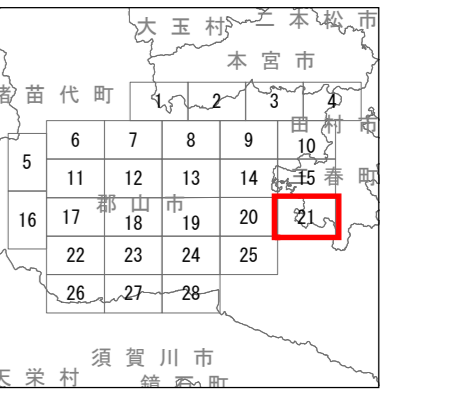 大玉村 二本松市
本宮市
猪苗代町
1 2 3 4
田村市
5 6 7 8 9 10
11 12 13 14 15
三春町
郡山市
16 17 18 19 20 21
22 23 24 25
26 27 28
須賀川市
天栄村 鏡石町